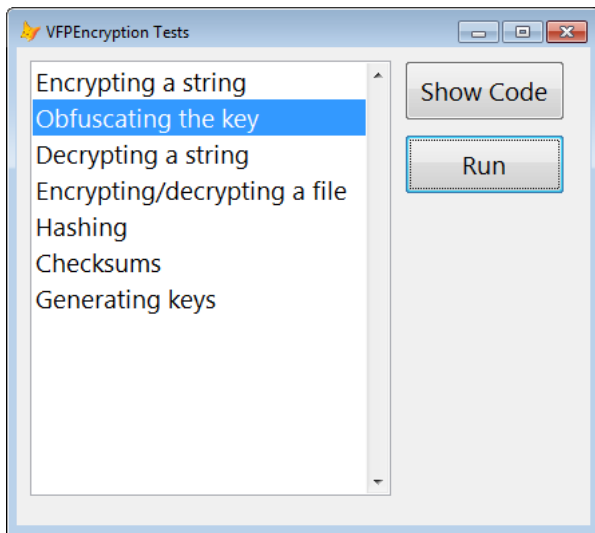 VFPEncryption Tests
Encrypting a string
Obfuscating the key
Decrypting a string
Encrypting/decrypting a file
Hashing
Checksums
Generating keys
Show Code
Run